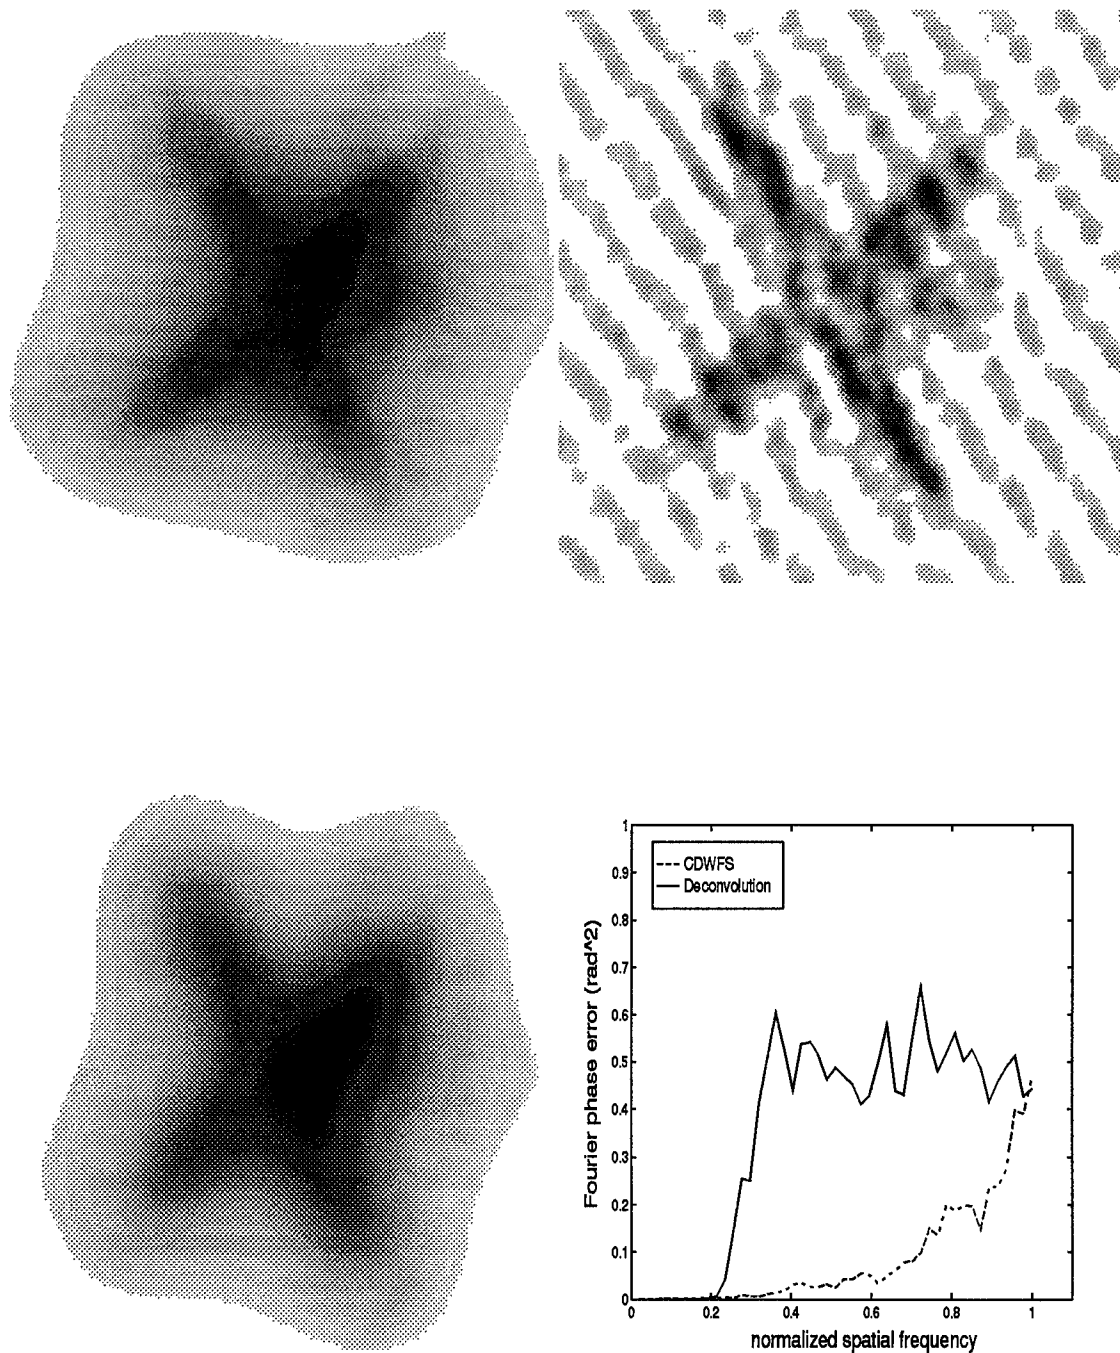 1
0.9
0.8
0.7
0.6
0.5
0.4
0.3
0.2
0.1
0
CDWFS
Deconvolution
Fourier phase error (rad^2)
0 0.2 0.4 0.6 0.8 1
normalized spatial frequency